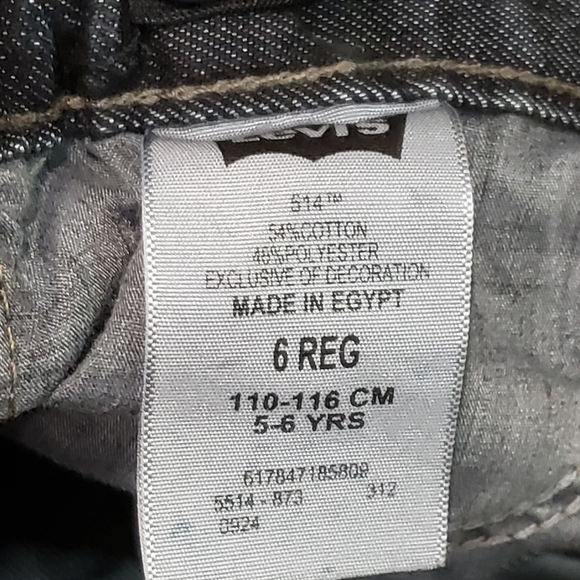 LEVI'S
514™
54%COTTON
46%POLYESTER
EXCLUSIVE OF DECORATION
MADE IN EGYPT
6 REG
110-116 CM
5-6 YRS
617847185809
5514 - 873 312
0924